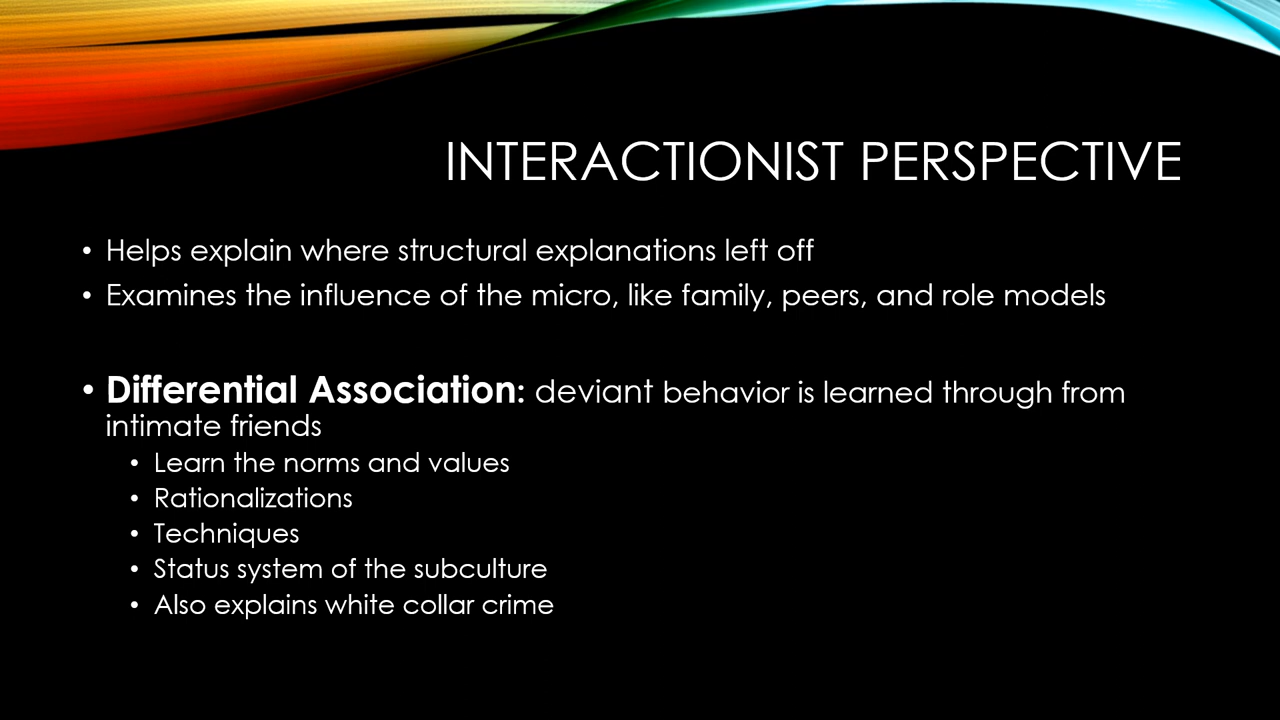 INTERACTIONIST PERSPECTIVE
• Helps explain where structural explanations left off
• Examines the influence of the micro, like family, peers, and role models
• Differential Association: deviant behavior is learned through from
intimate friends
• Learn the norms and values
• Rationalizations
• Techniques
• Status system of the subculture
• Also explains white collar crime